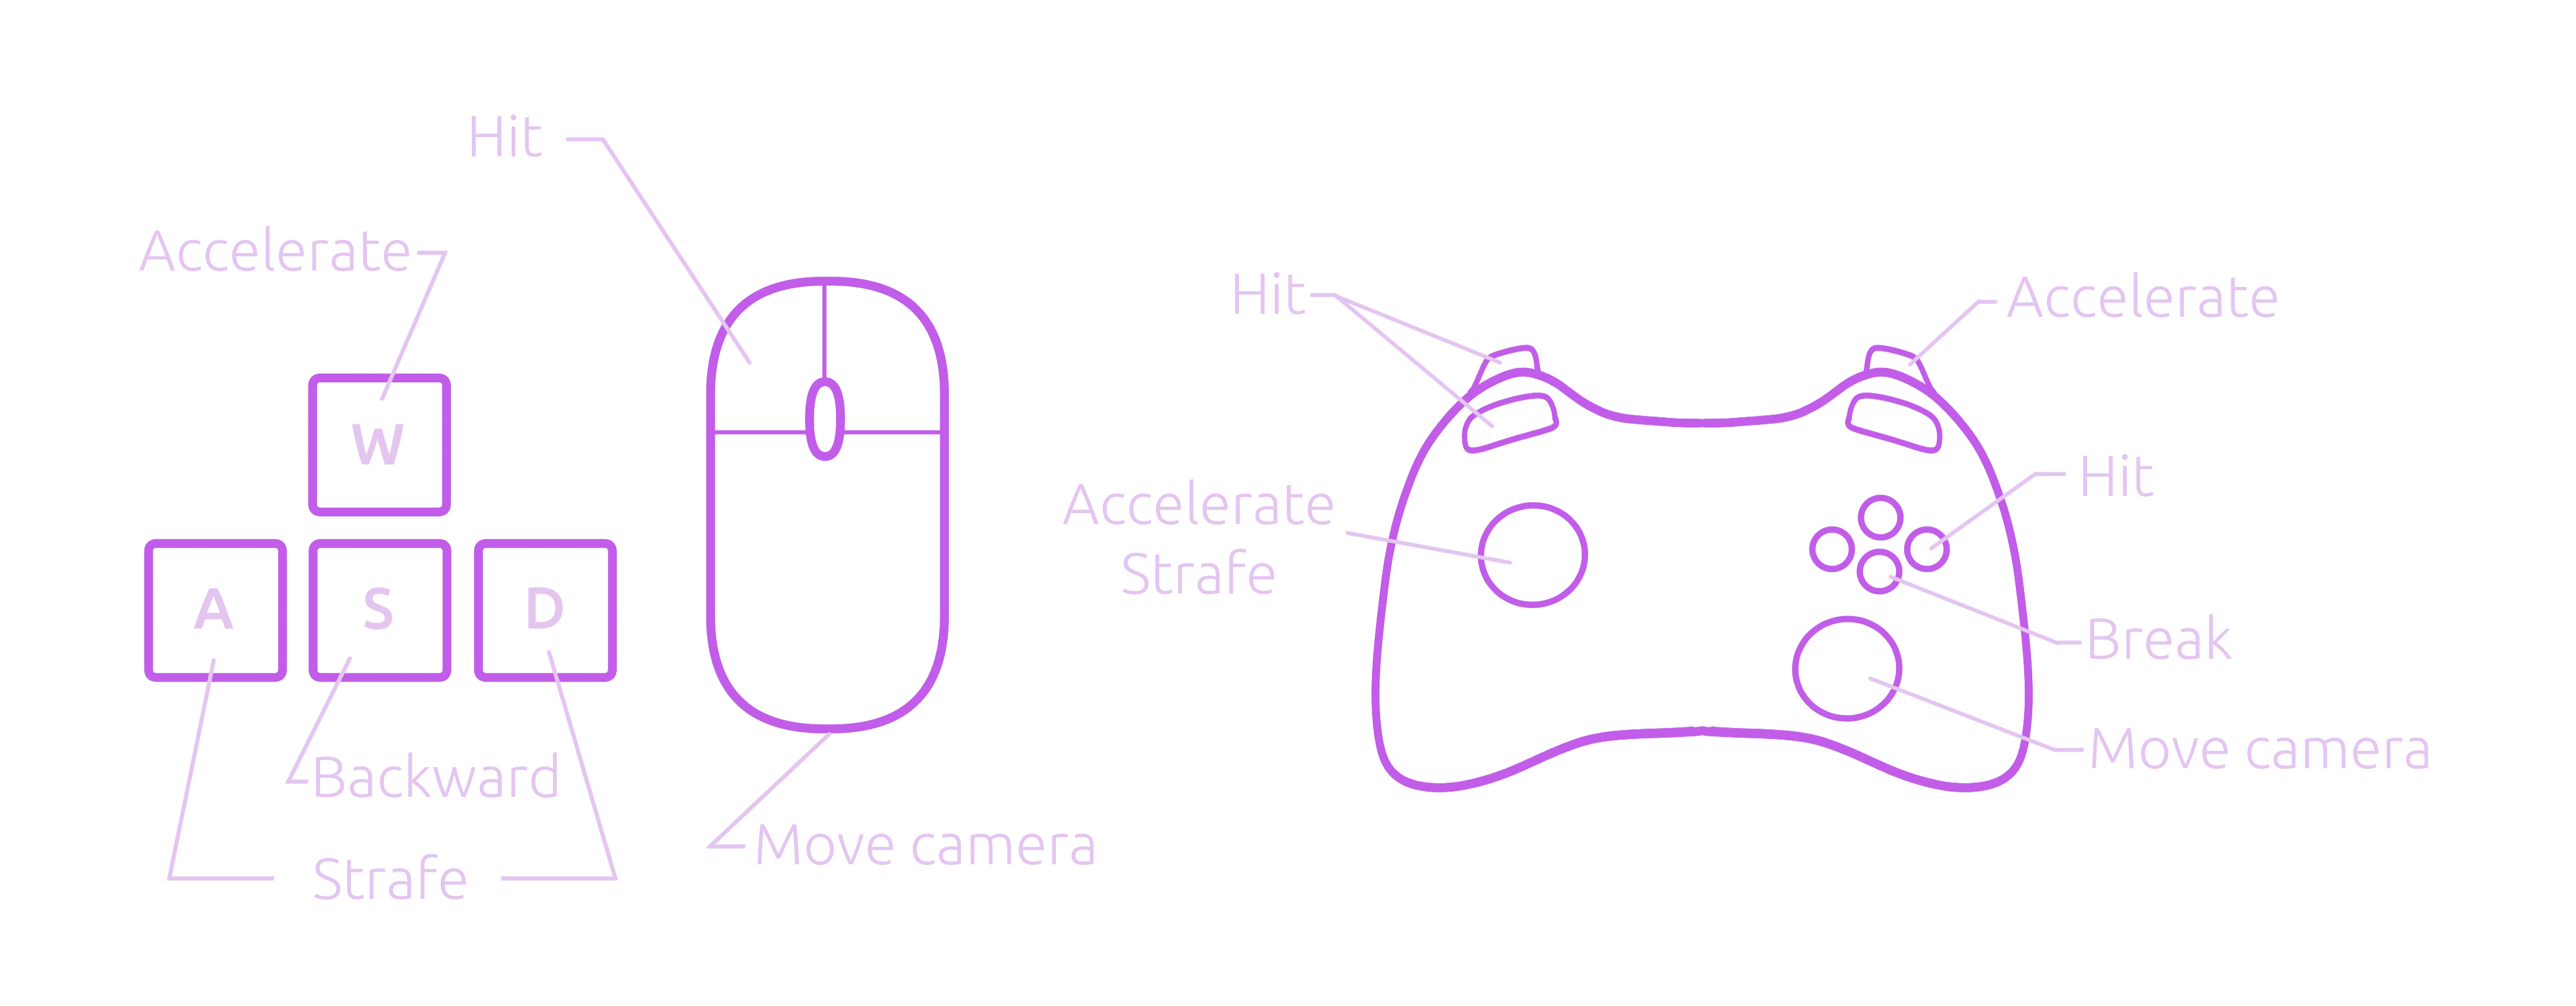 Hit
Accelerate
W
A S D
Backward
Strafe
Move camera
Hit
Accelerate
Accelerate
Strafe
Hit
Break
Move camera